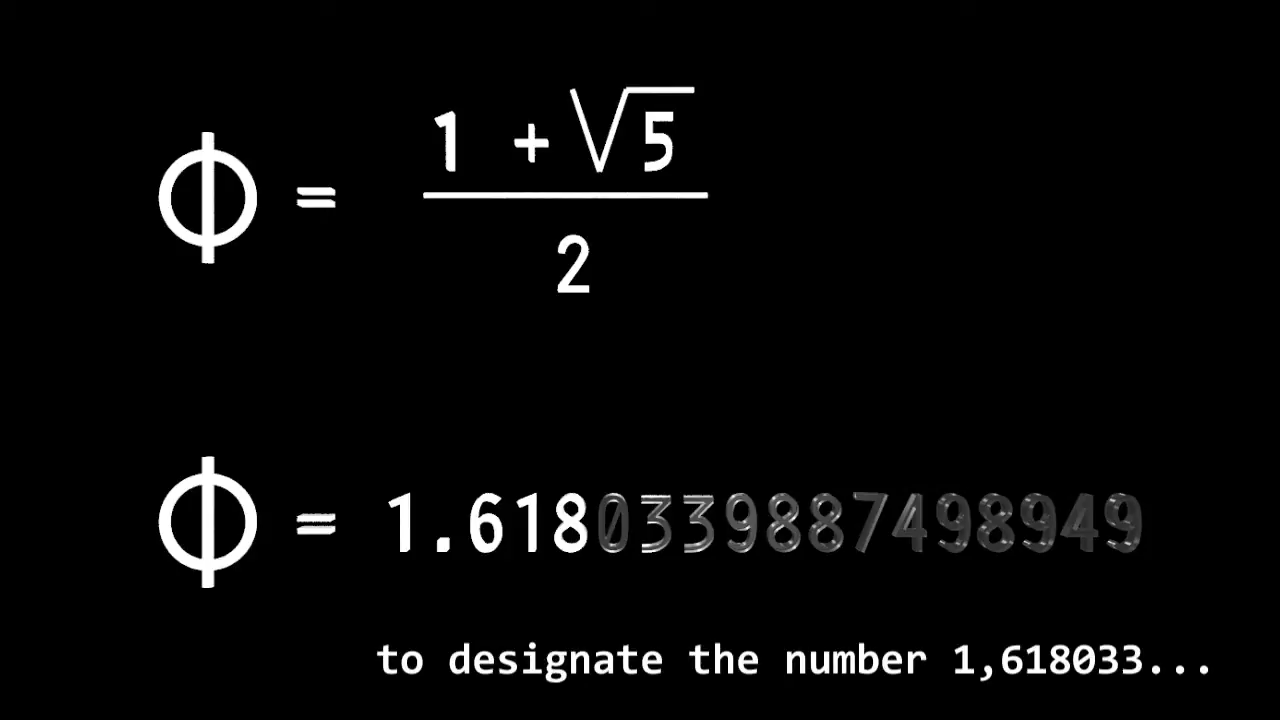 Φ = (1 + √5) / 2
Φ = 1.6180339887498949
to designate the number 1,618033...